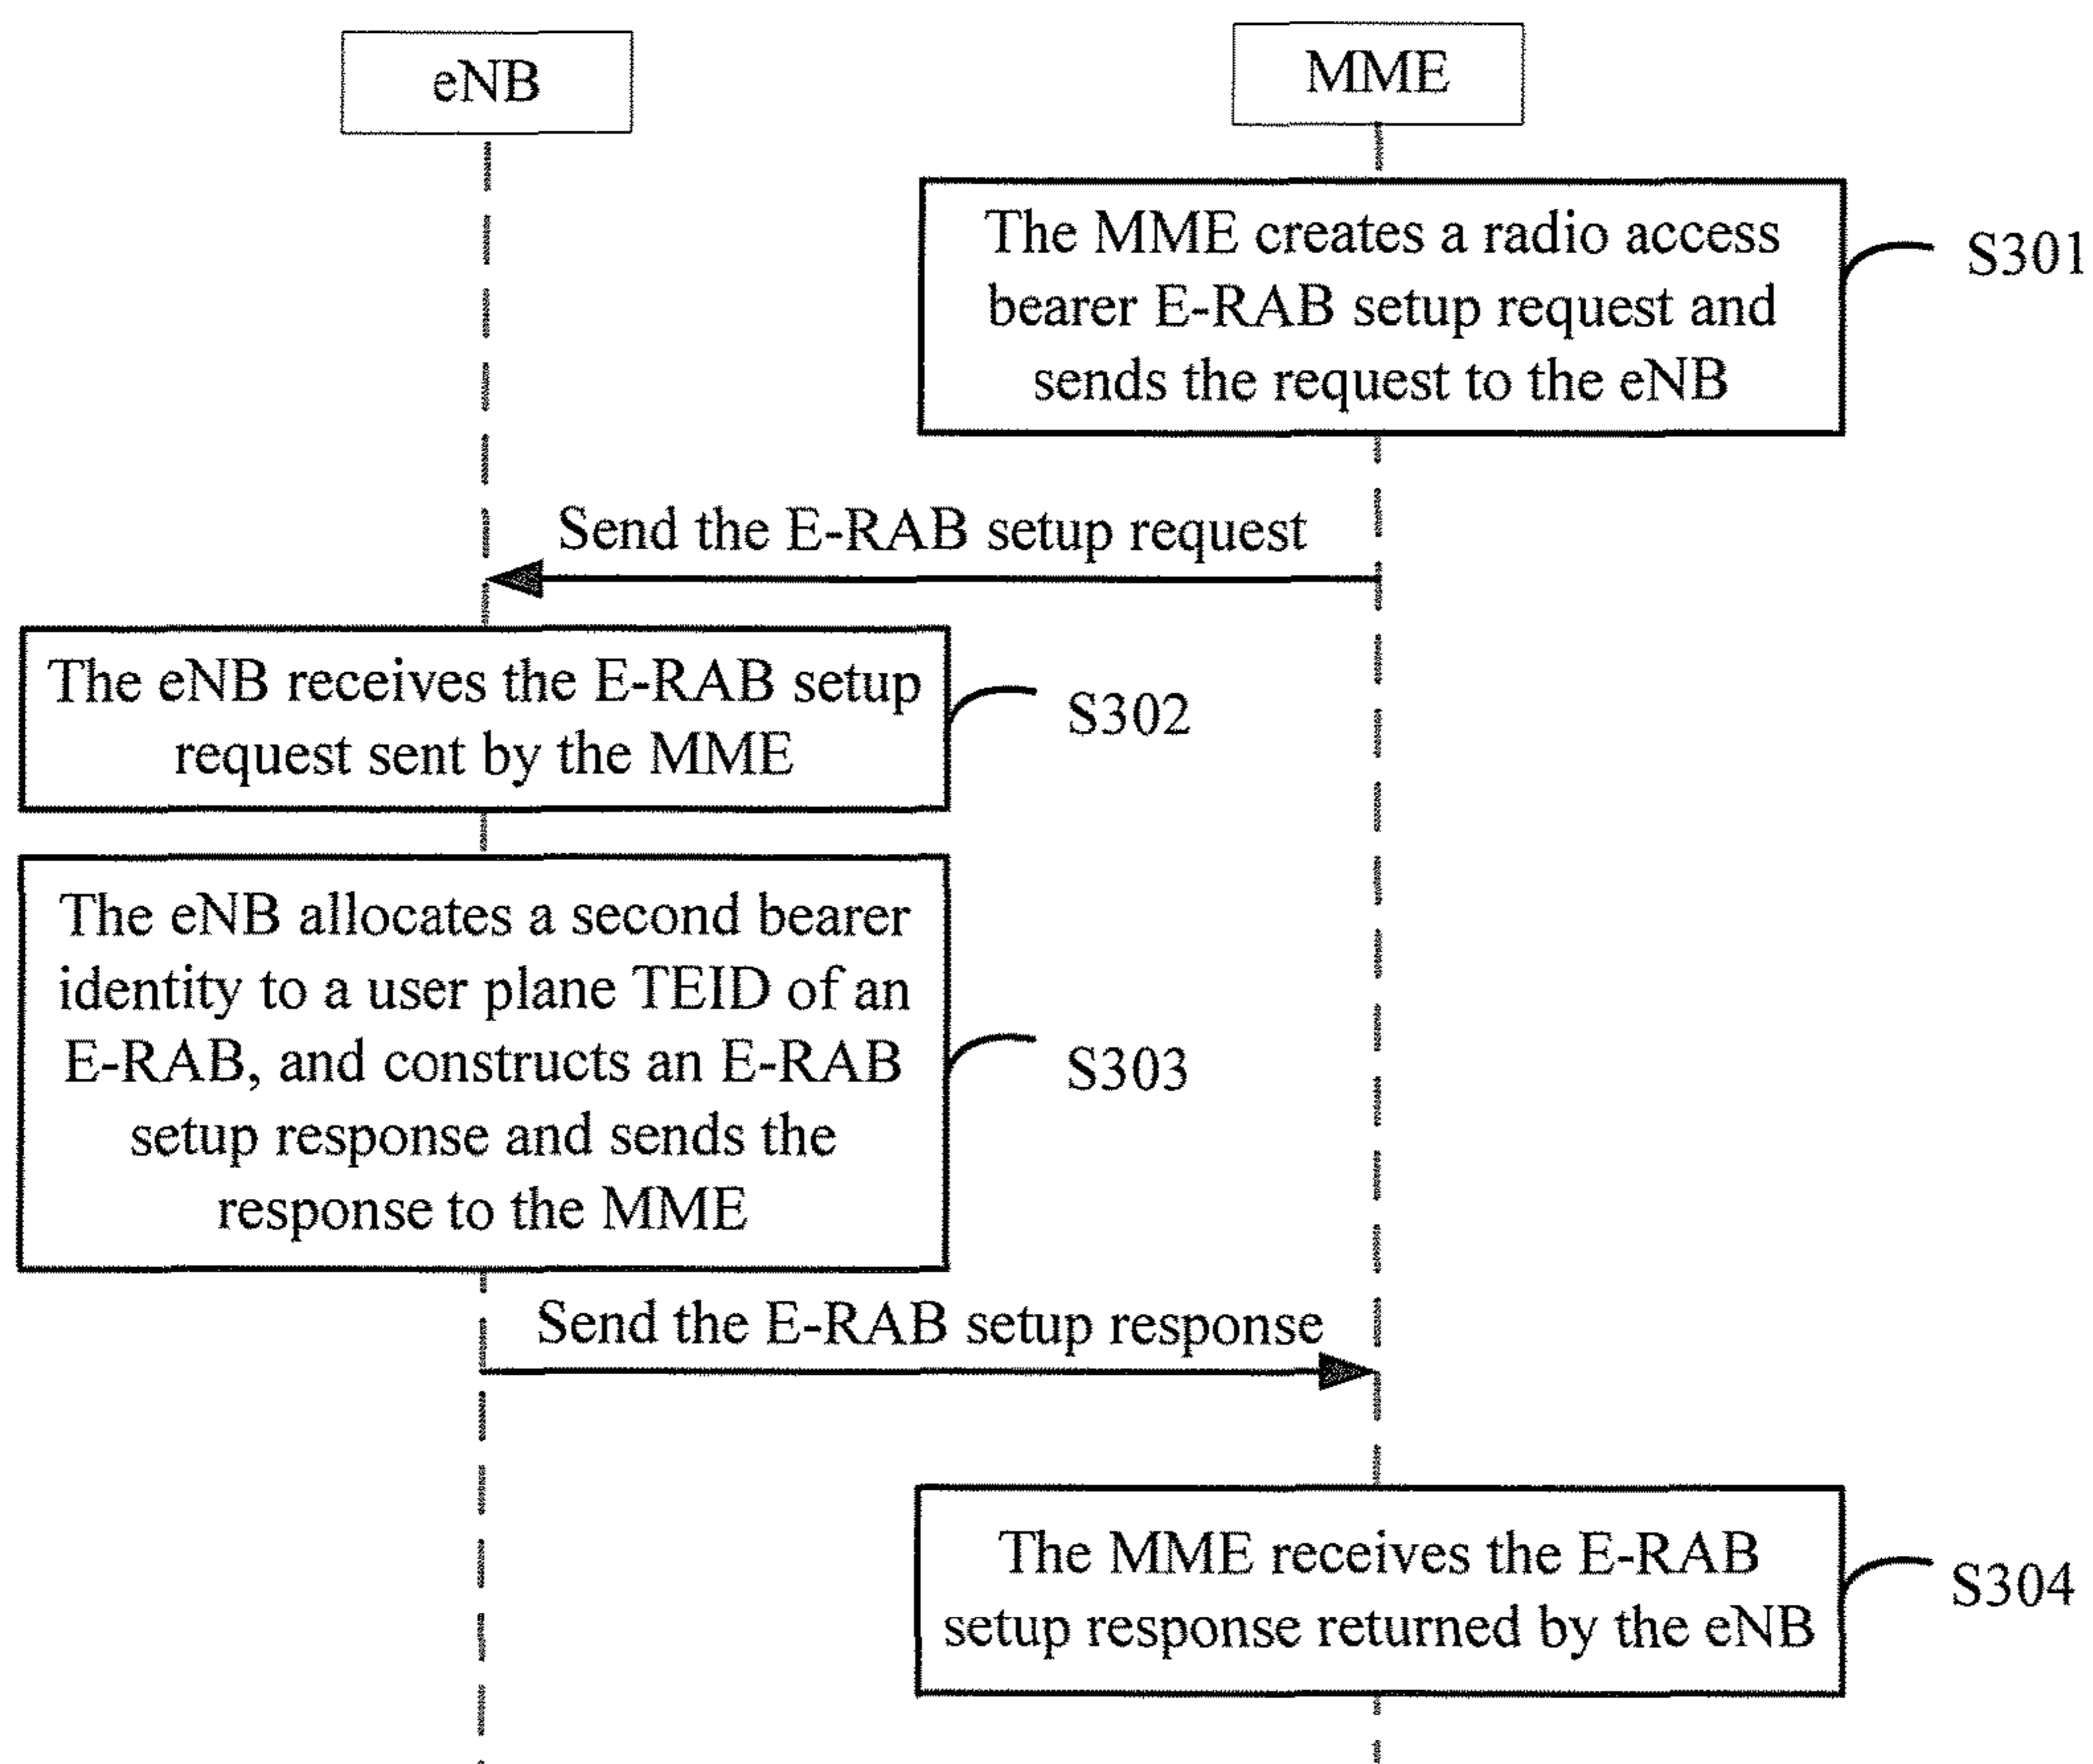 eNB
MME
The MME creates a radio access
bearer E-RAB setup request and
sends the request to the eNB
S301
Send the E-RAB setup request
The eNB receives the E-RAB setup
request sent by the MME
S302
The eNB allocates a second bearer
identity to a user plane TEID of an
E-RAB, and constructs an E-RAB
setup response and sends the
response to the MME
S303
Send the E-RAB setup response
The MME receives the E-RAB
setup response returned by the eNB
S304